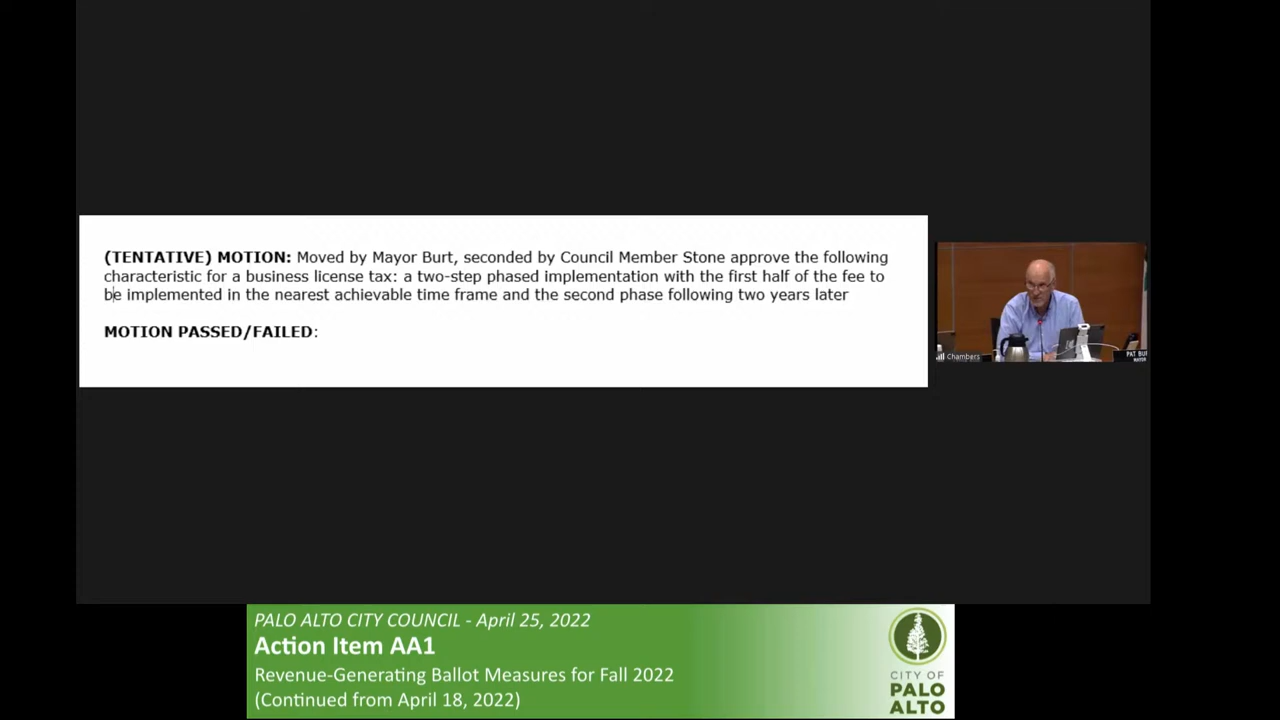 (TENTATIVE) MOTION: Moved by Mayor Burt, seconded by Council Member Stone approve the following
characteristic for a business license tax: a two-step phased implementation with the first half of the fee to
be implemented in the nearest achievable time frame and the second phase following two years later
MOTION PASSED/FAILED:
Chambers
PAT BU
PALO ALTO CITY COUNCIL - April 25, 2022
Action Item AA1
Revenue-Generating Ballot Measures for Fall 2022
(Continued from April 18, 2022)
CITY OF
PALO
ALTO